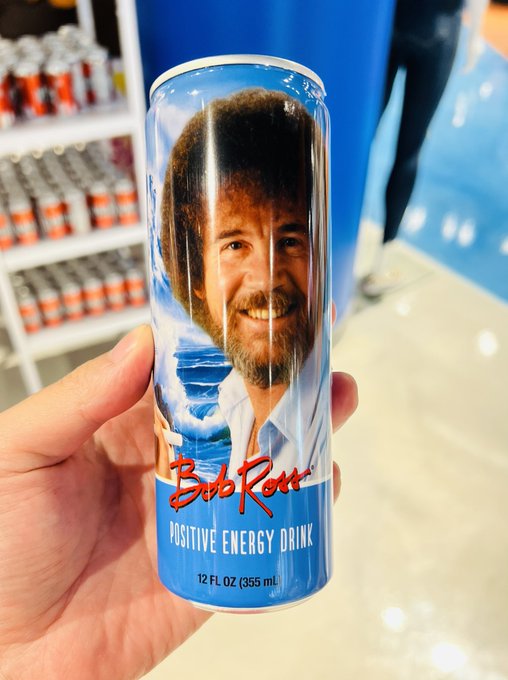 Bob Ross
POSITIVE ENERGY DRINK
12 FL OZ (355 mL)